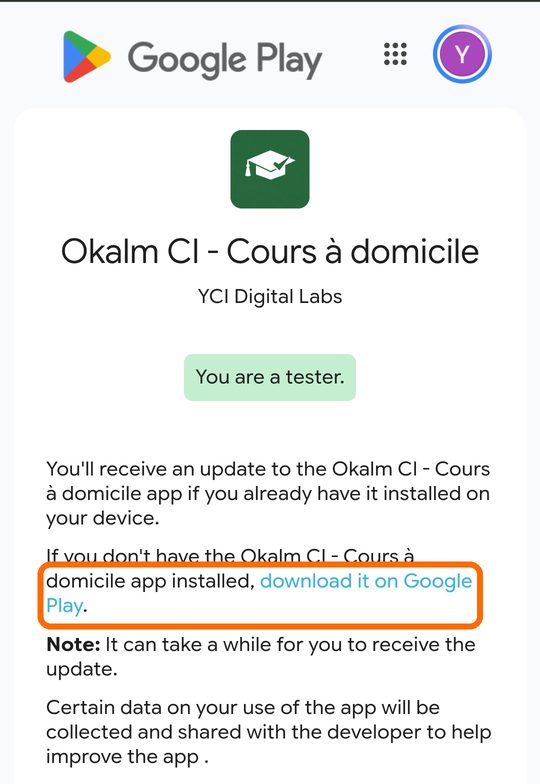 Google Play
Y
Okalm CI - Cours à domicile
YCI Digital Labs
You are a tester.
You'll receive an update to the Okalm CI - Cours
à domicile app if you already have it installed on
your device.
If you don't have the Okalm CI - Cours à
domicile app installed, download it on Google
Play.
Note: It can take a while for you to receive the
update.
Certain data on your use of the app will be
collected and shared with the developer to help
improve the app .